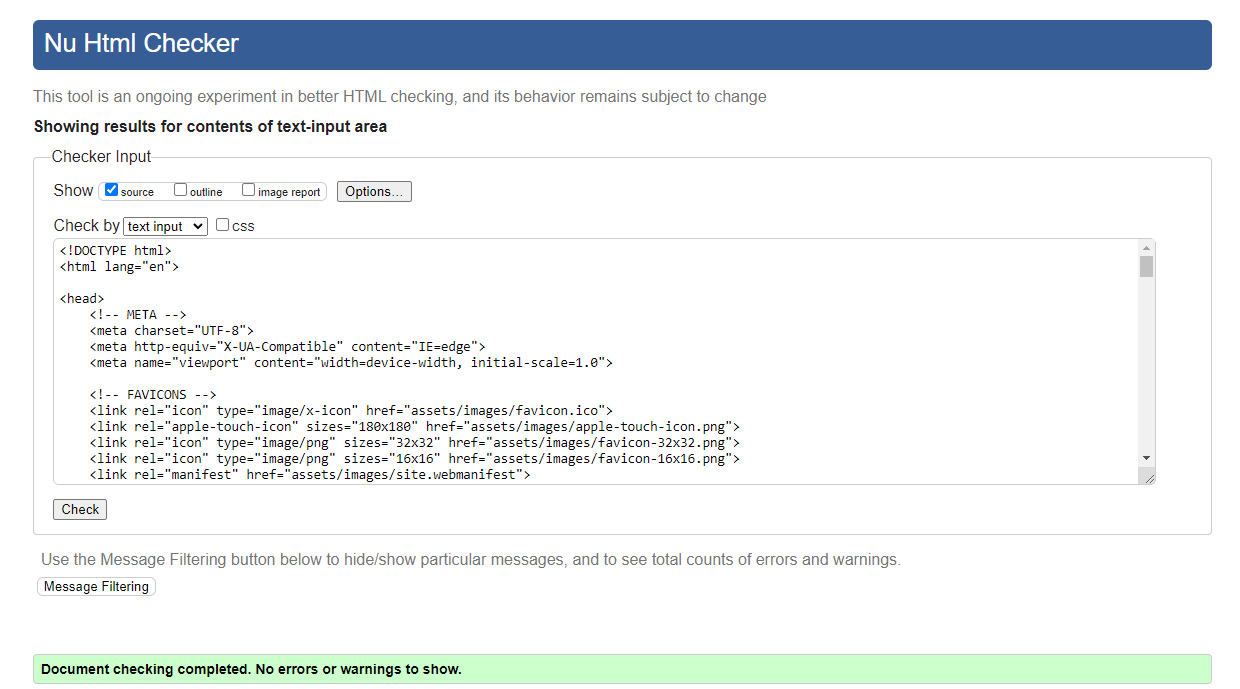 Nu Html Checker
This tool is an ongoing experiment in better HTML checking, and its behavior remains subject to change
Showing results for contents of text-input area
Checker Input
Show source outline image report Options...
Check by text input css
<!DOCTYPE html>
<html lang="en">
<head>
<!-- META -->
<meta charset="UTF-8">
<meta http-equiv="X-UA-Compatible" content="IE=edge">
<meta name="viewport" content="width=device-width, initial-scale=1.0">
<!-- FAVICONS -->
<link rel="icon" type="image/x-icon" href="assets/images/favicon.ico">
<link rel="apple-touch-icon" sizes="180x180" href="assets/images/apple-touch-icon.png">
<link rel="icon" type="image/png" sizes="32x32" href="assets/images/favicon-32x32.png">
<link rel="icon" type="image/png" sizes="16x16" href="assets/images/favicon-16x16.png">
<link rel="manifest" href="assets/images/site.webmanifest">
Check
Use the Message Filtering button below to hide/show particular messages, and to see total counts of errors and warnings.
Message Filtering
Document checking completed. No errors or warnings to show.